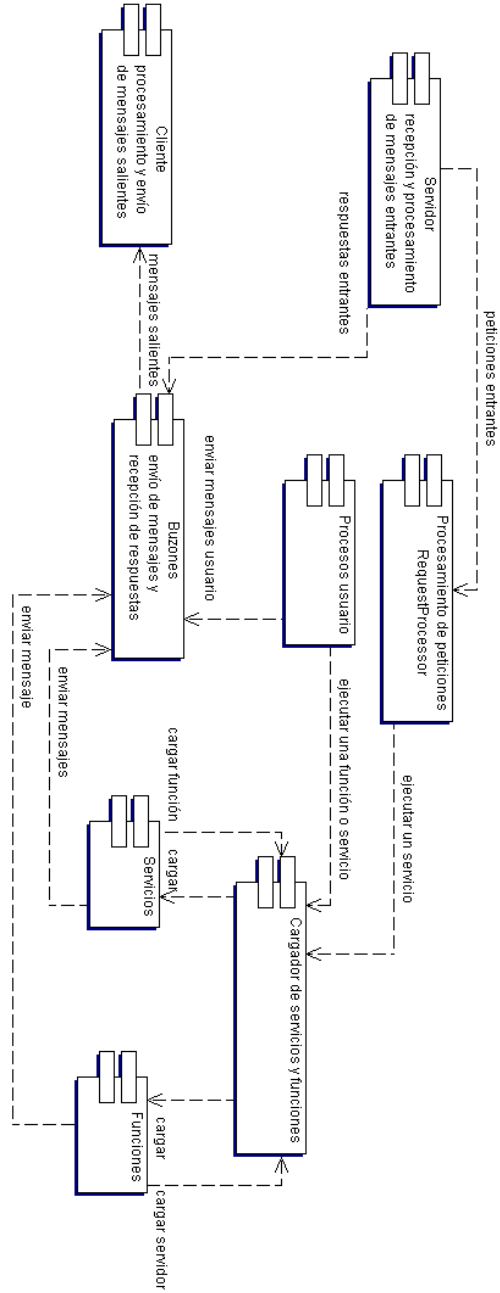 Servidor
recepción y procesamiento
de mensajes entrantes
peticiones entrantes
Procesamiento de peticiones
RequestProcessor
ejecutar un servicio
respuestas entrantes
Procesos usuario
ejecutar una función o servicio
Cargador de servicios y funciones
enviar mensajes usuario
Cliente
procesamiento y envío
de mensajes salientes
mensajes salientes
Buzones
envío de mensajes y
recepción de respuestas
cargar función
cargar
Servicios
cargar
cargar servidor
Funciones
enviar mensajes
enviar mensaje